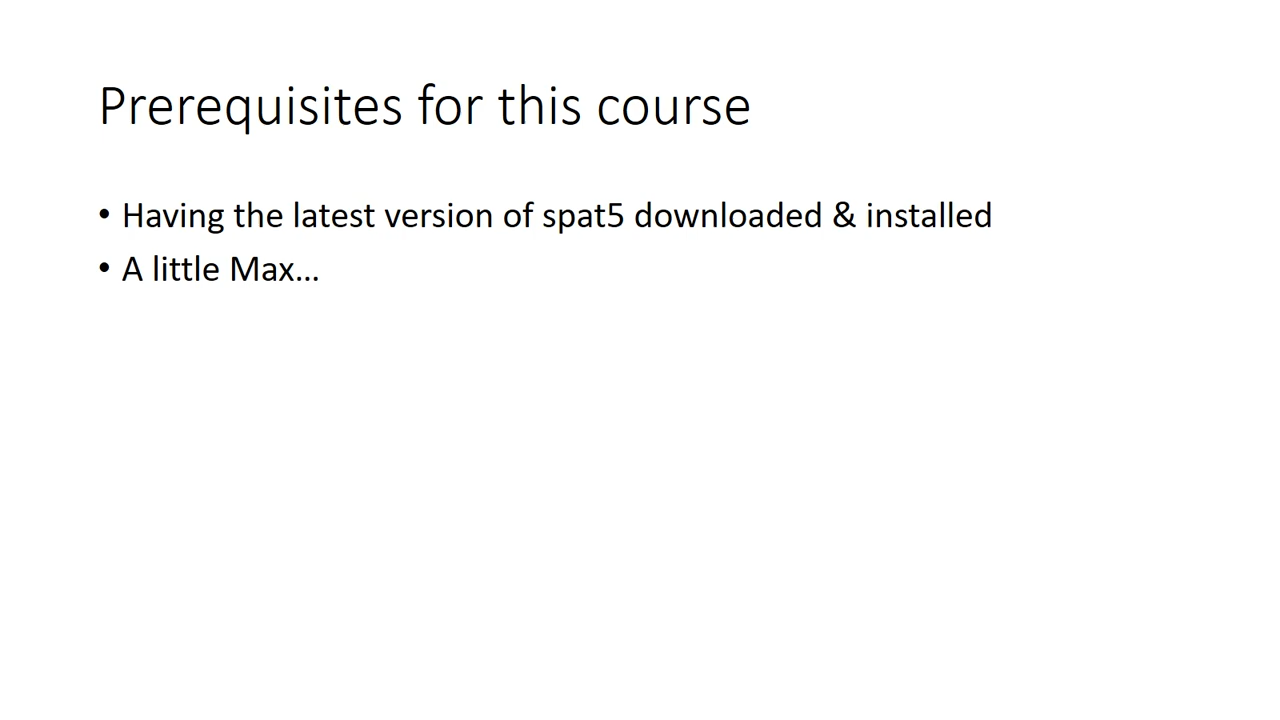 Prerequisites for this course
• Having the latest version of spat5 downloaded & installed
• A little Max...